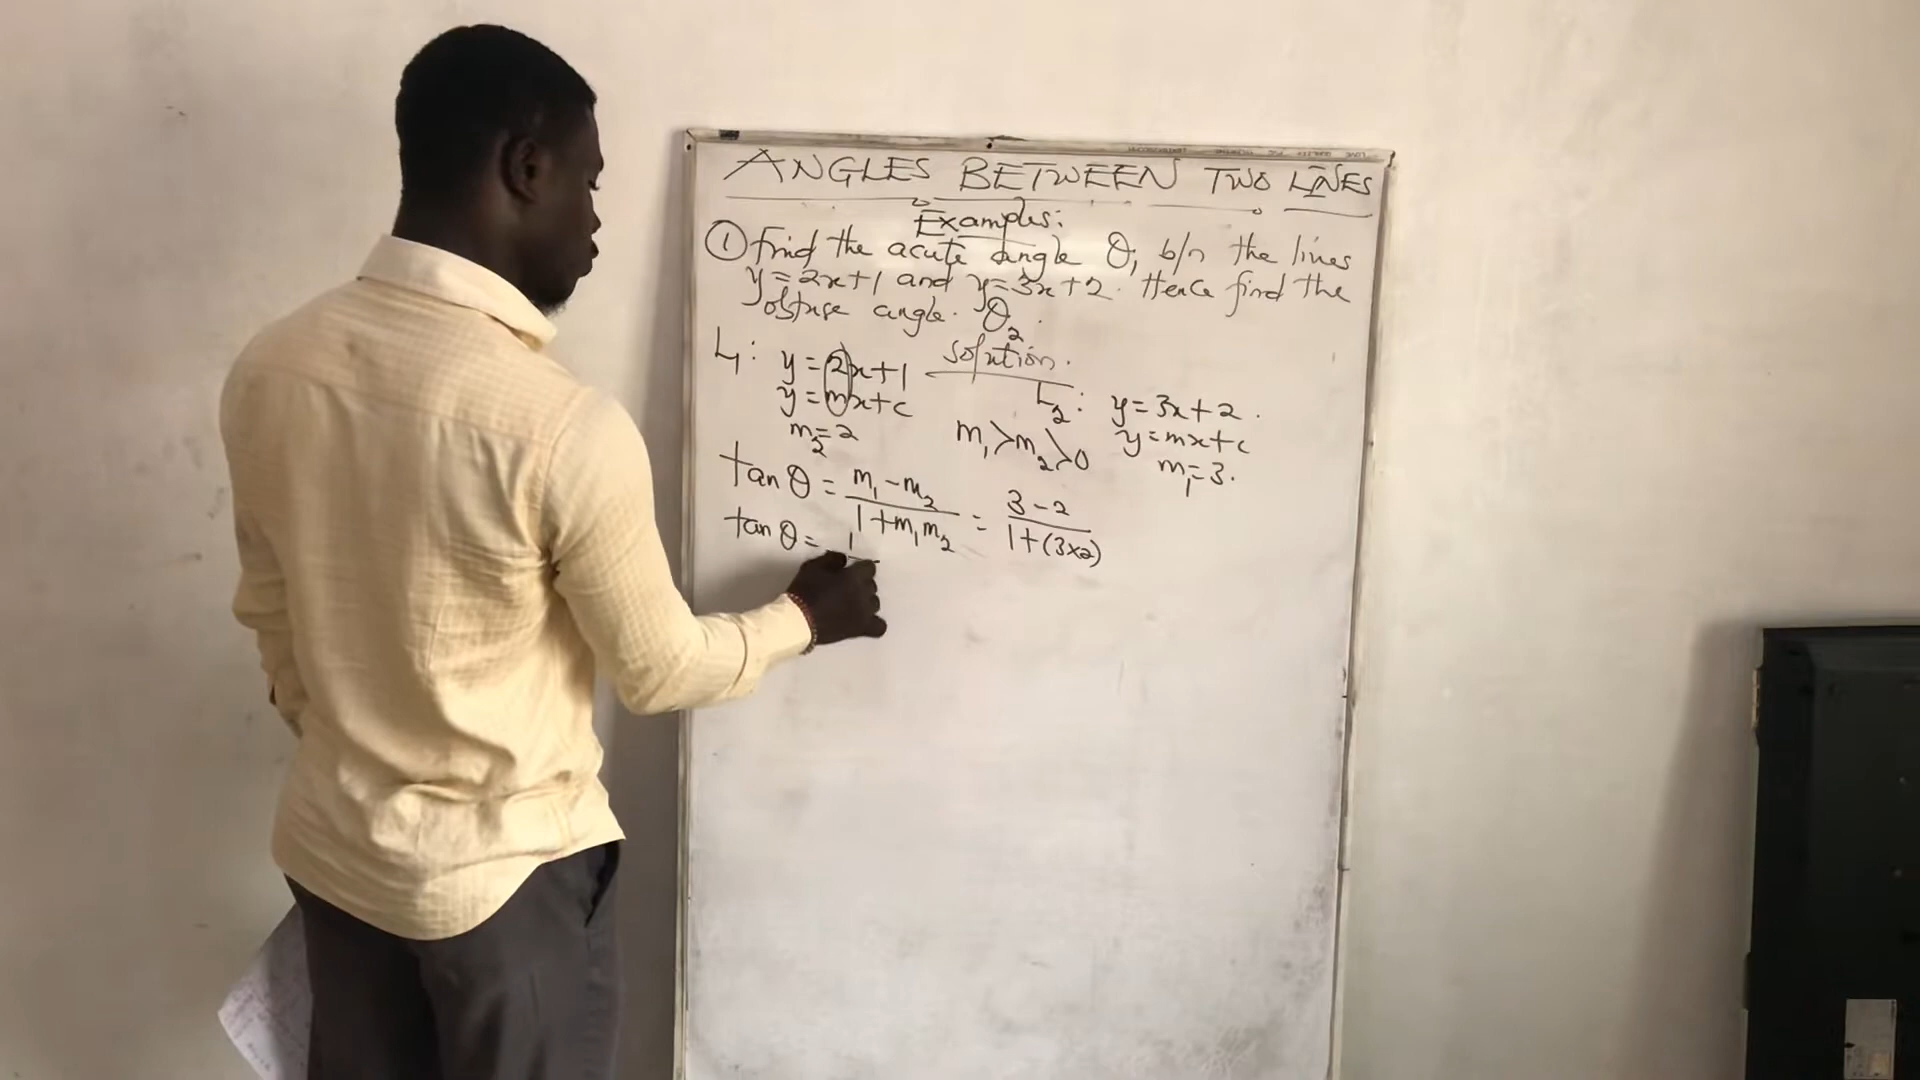 ANGLES BETWEEN TWO LINES
Examples:
① Find the acute angle θ, b/n the lines
y=2x+1 and y=3x+2. Hence find the
obtuse angle. θ₂.
Solution.
L₁: y=2x+1
y=mx+c
m₂=2
m₁>m₂>0
L₂: y=3x+2.
y=mx+c
m₁=3.
tan θ = (m₁-m₂)/(1+m₁m₂) = (3-2)/(1+(3x2))
tan θ = 1